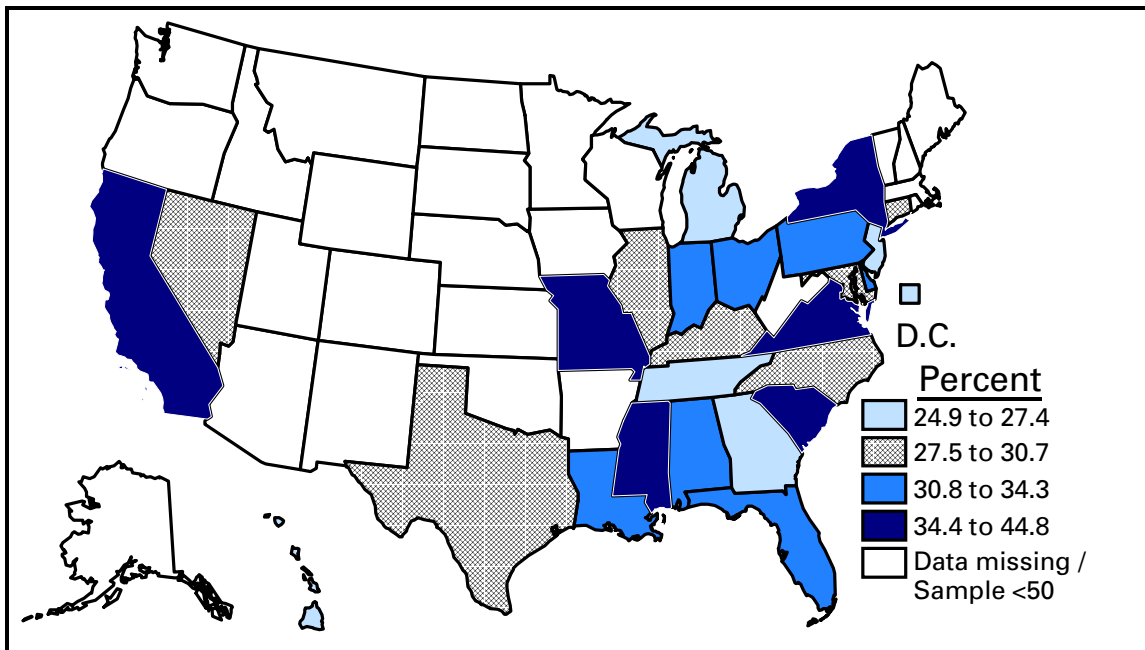 D.C.
Percent
24.9 to 27.4
27.5 to 30.7
30.8 to 34.3
34.4 to 44.8
Data missing /
Sample <50